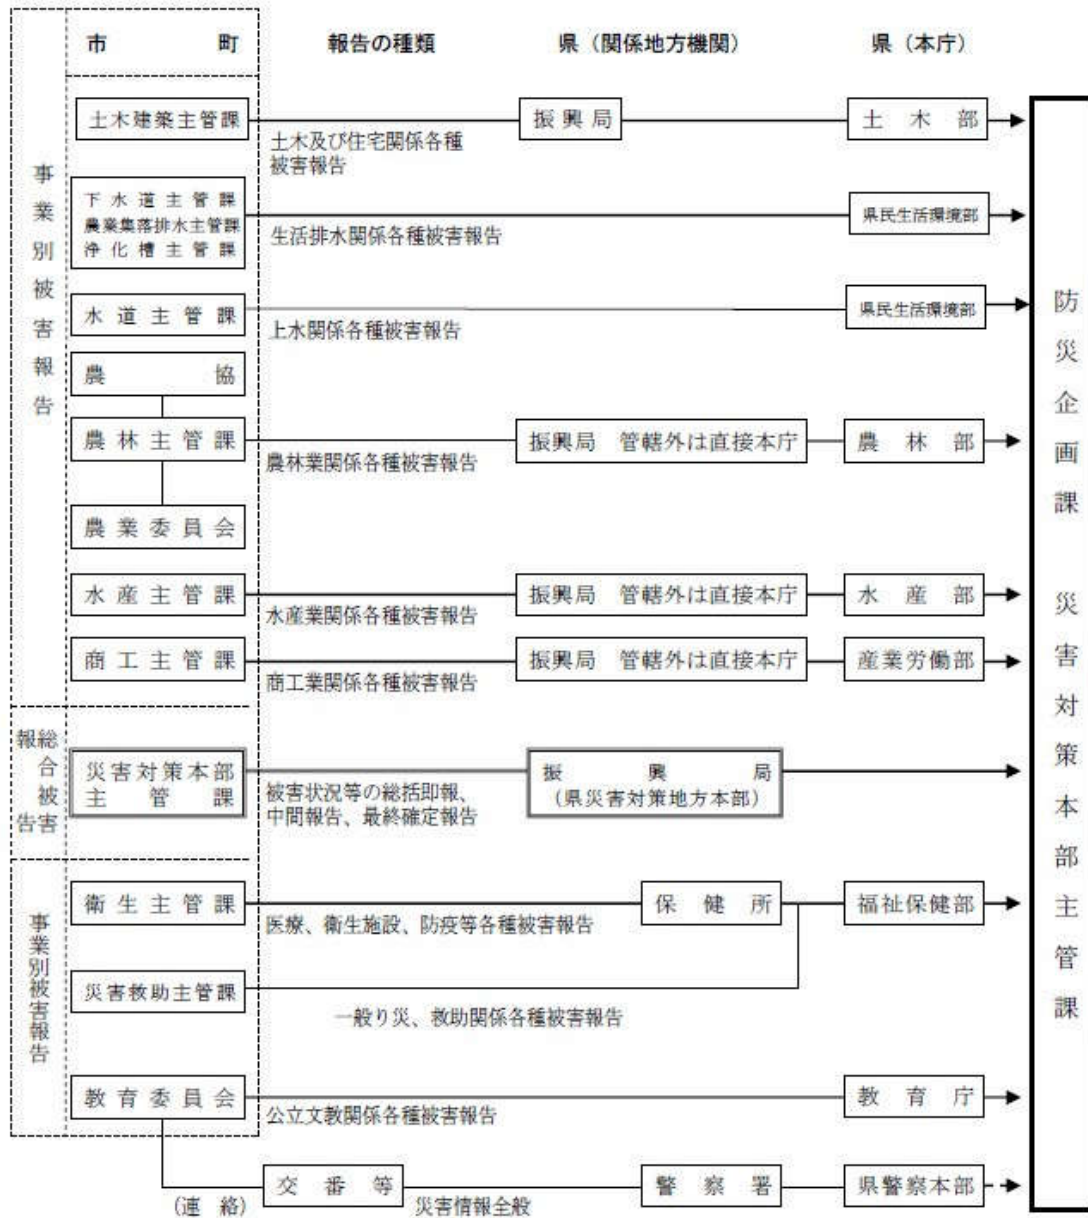 市 町 報告の種類 県（関係地方機関） 県（本庁）
事業別被害報告
土木建築主管課 振興局 土木部
土木及び住宅関係各種
被害報告
下水道主管課
農業集落排水主管課
浄化槽主管課
県民生活環境部
生活排水関係各種被害報告
水道主管課 県民生活環境部
上水関係各種被害報告
農協
農林主管課 振興局 管轄外は直接本庁 農林部
農林業関係各種被害報告
農業委員会
水産主管課 振興局 管轄外は直接本庁 水産部
水産業関係各種被害報告
商工主管課 振興局 管轄外は直接本庁 産業労働部
商工業関係各種被害報告
総合被害報告
災害対策本部
主管課
振興局
（県災害対策地方本部）
被害状況等の総括即報、
中間報告、最終確定報告
事業別被害報告
衛生主管課 保健所 福祉保健部
医療、衛生施設、防疫等各種被害報告
災害救助主管課
一般り災、救助関係各種被害報告
教育委員会 教育庁
公立文教関係各種被害報告
（連絡） 交番等 警察署 県警察本部
災害情報全般
防災企画課 災害対策本部主管課